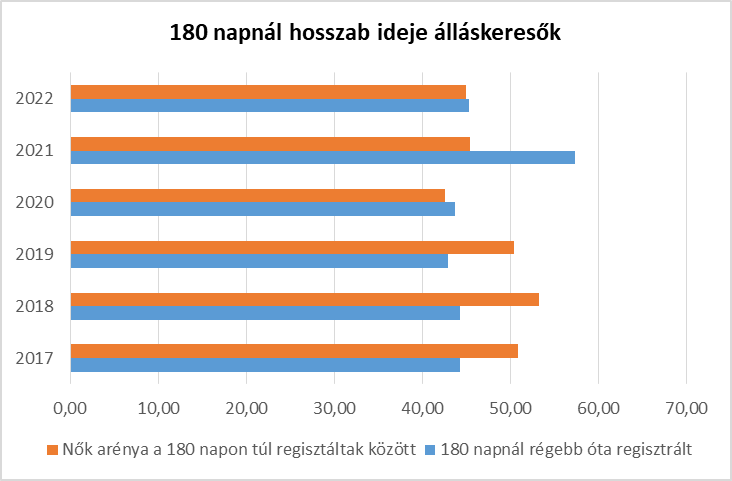 180 napnál hosszab ideje álláskeresők
2022
2021
2020
2019
2018
2017
0,00 10,00 20,00 30,00 40,00 50,00 60,00 70,00
Nők arénya a 180 napon túl regisztáltak között 180 napnál régebb óta regisztrált